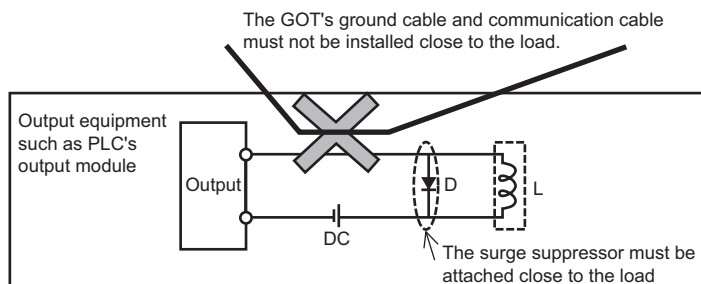 The GOT's ground cable and communication cable
must not be installed close to the load.
Output equipment
such as PLC's
output module
Output
D
L
DC
The surge suppressor must be
attached close to the load